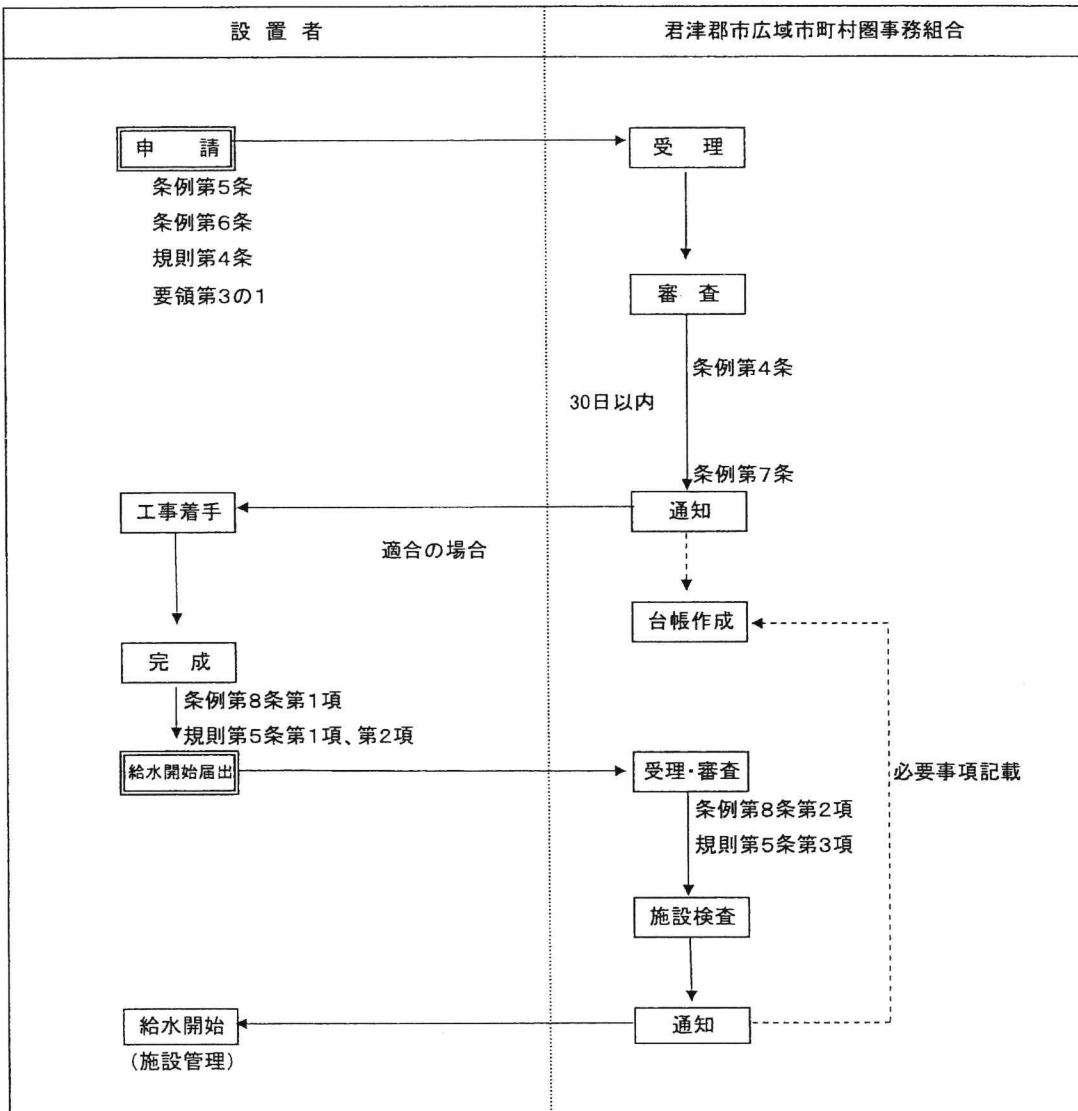 設置者
君津郡市広域市町村圏事務組合
申　請
受　理
条例第5条
条例第6条
規則第4条
要領第3の1
審　査
条例第4条
30日以内
条例第7条
工事着手
通知
適合の場合
台帳作成
完　成
条例第8条第1項
規則第5条第1項、第2項
給水開始届出
受理・審査
必要事項記載
条例第8条第2項
規則第5条第3項
施設検査
給水開始
通知
(施設管理)